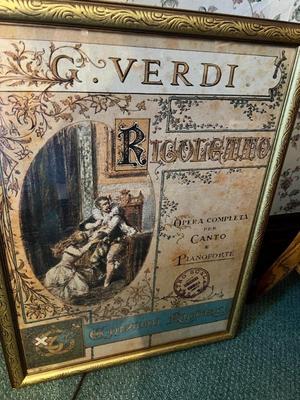 G. VERDI
RIGOLETTO
OPERA COMPLETA
PER
CANTO
E
PIANOFORTE